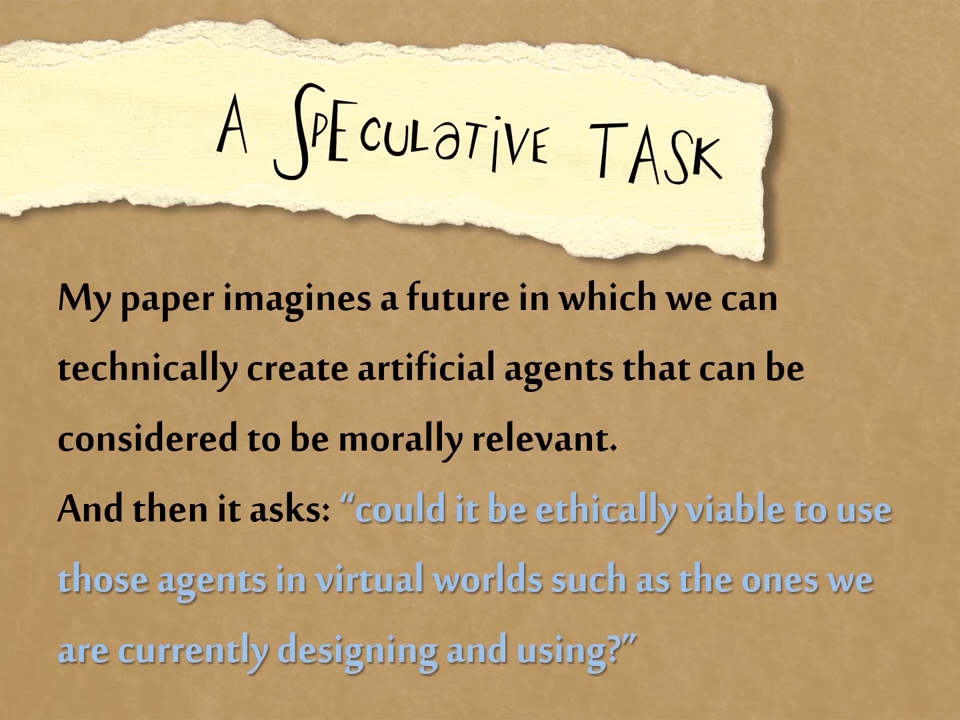 A SPEculaTiVE TASK
My paper imagines a future in which we can
technically create artificial agents that can be
considered to be morally relevant.
And then it asks: “could it be ethically viable to use
those agents in virtual worlds such as the ones we
are currently designing and using?”